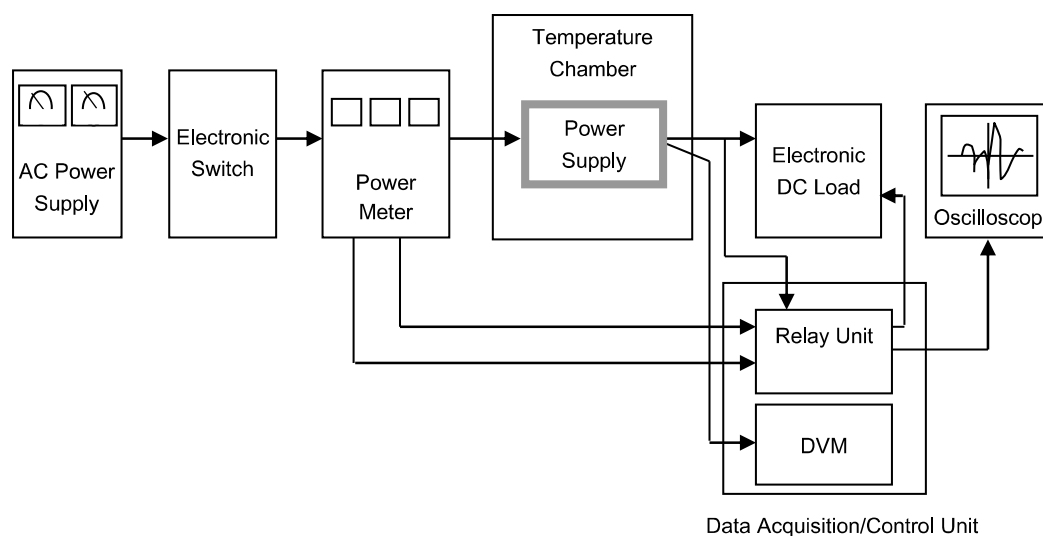 Temperature
Chamber
AC Power
Supply
Electronic
Switch
Power
Meter
Power
Supply
Electronic
DC Load
Oscilloscop
Relay Unit
DVM
Data Acquisition/Control Unit